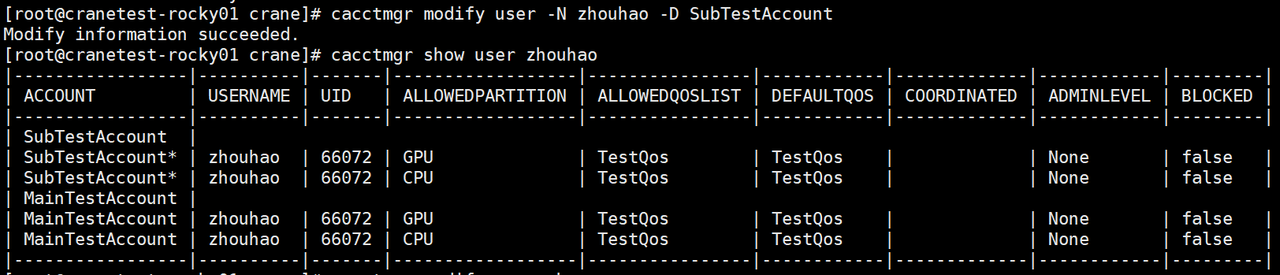 [root@cranetest-rocky01 crane]# cacctmgr modify user -N zhouhao -D SubTestAccount
Modify information succeeded.
[root@cranetest-rocky01 crane]# cacctmgr show user zhouhao
|-----------------|----------|-------|------------------|----------------|------------|-------------|------------|---------|
| ACCOUNT         | USERNAME | UID   | ALLOWEDPARTITION | ALLOWEDQOSLIST | DEFAULTQOS | COORDINATED | ADMINLEVEL | BLOCKED |
|-----------------|----------|-------|------------------|----------------|------------|-------------|------------|---------|
| SubTestAccount  |
| SubTestAccount* | zhouhao  | 66072 | GPU              | TestQos        | TestQos    |             | None       | false   |
| SubTestAccount* | zhouhao  | 66072 | CPU              | TestQos        | TestQos    |             | None       | false   |
| MainTestAccount |
| MainTestAccount | zhouhao  | 66072 | GPU              | TestQos        | TestQos    |             | None       | false   |
| MainTestAccount | zhouhao  | 66072 | CPU              | TestQos        | TestQos    |             | None       | false   |
|-----------------|----------|-------|------------------|----------------|------------|-------------|------------|---------|